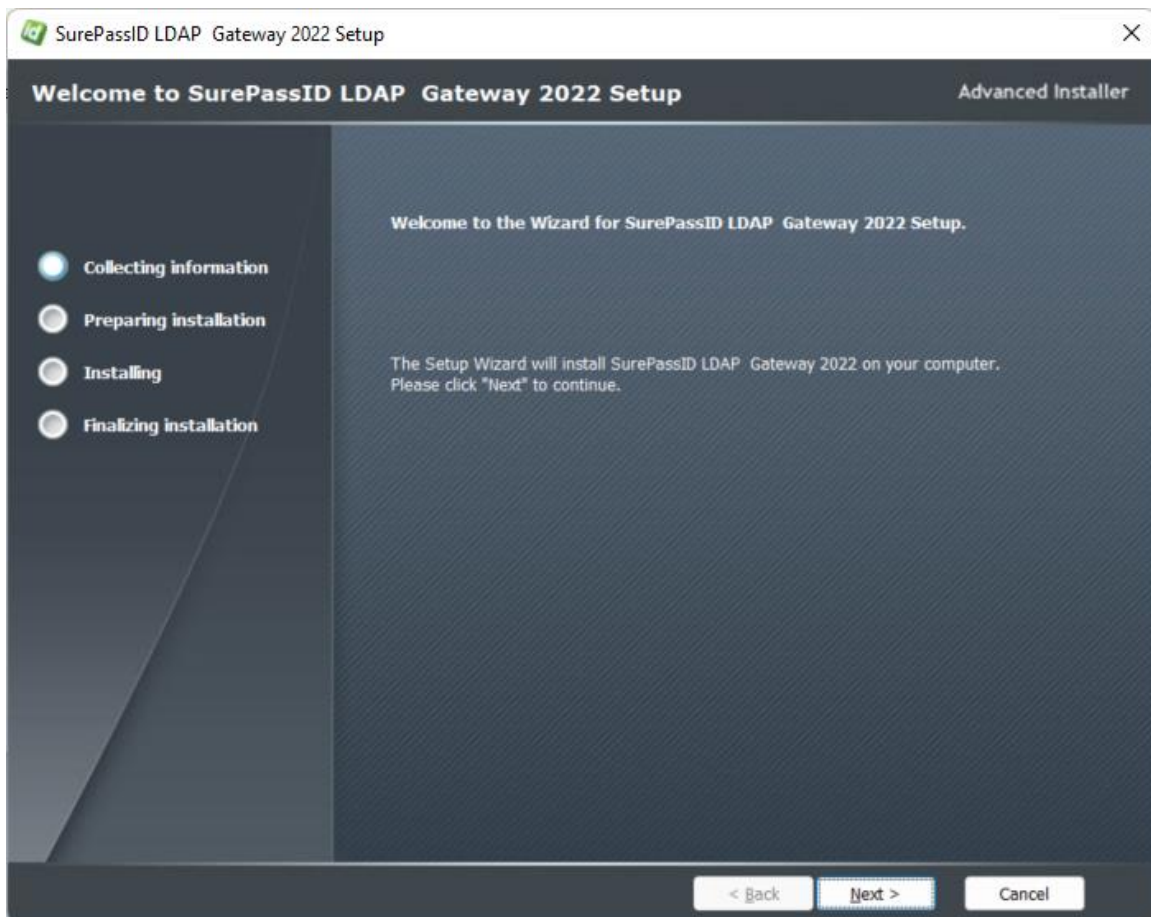 SurePassID LDAP  Gateway 2022 Setup
Welcome to SurePassID LDAP  Gateway 2022 Setup
Advanced Installer
Welcome to the Wizard for SurePassID LDAP  Gateway 2022 Setup.
Collecting information
Preparing installation
Installing
Finalizing installation
The Setup Wizard will install SurePassID LDAP  Gateway 2022 on your computer.
Please click "Next" to continue.
< Back
Next >
Cancel